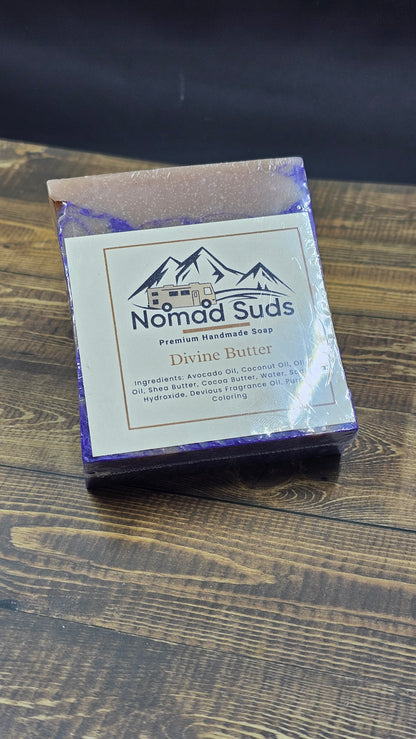 Nomad Suds
Premium Handmade Soap
Divine Butter
Ingredients: Avocado Oil, Coconut Oil,
Oil, Shea Butter, Cocoa Butter, Water,
Hydroxide, Devious Fragrance Oil,
Coloring